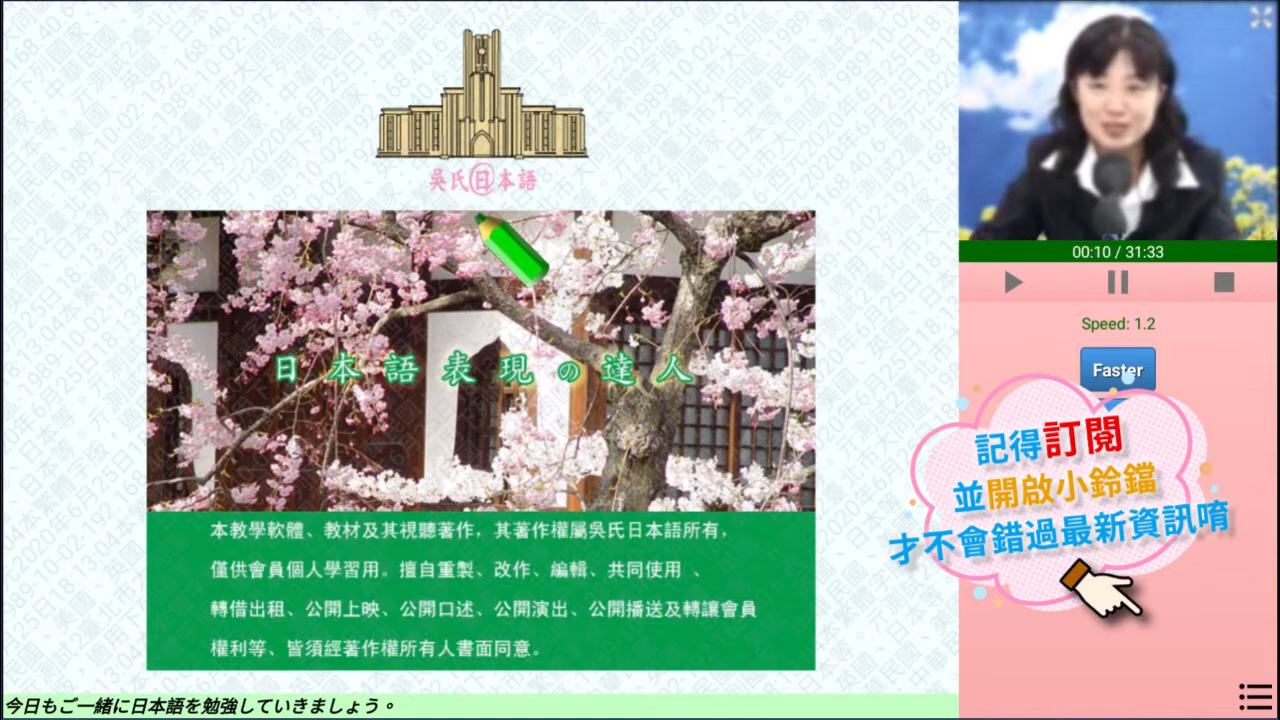 吳氏日本語
日本語表現の達人
本教學軟體、教材及其視聽著作，其著作權屬吳氏日本語所有，
僅供會員個人學習用。擅自重製、改作、編輯、共同使用 、
轉借出租、公開上映、公開口述、公開演出、公開播送及轉讓會員
權利等、皆須經著作權所有人書面同意。
今日もご一緒に日本語を勉強していきましょう。
00:10 / 31:33
Speed: 1.2
Faster
記得訂閱
並開啟小鈴鐺
才不會錯過最新資訊唷